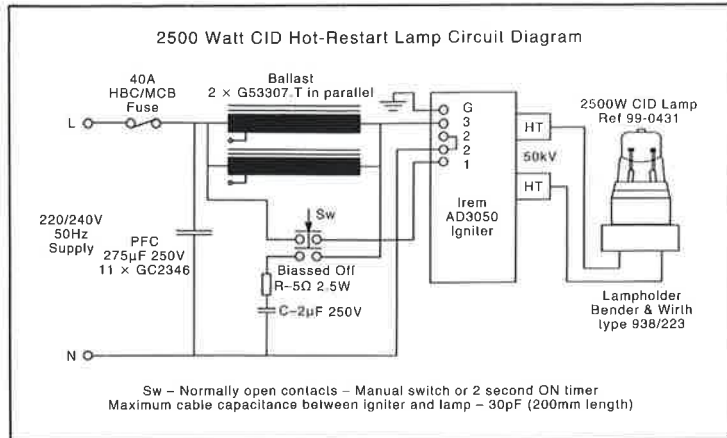 2500 Watt CID Hot-Restart Lamp Circuit Diagram
40A
HBC/MCB
Fuse
Ballast
2 × G53307.T in parallel
L
G
3
2
2
1
HT
50kV
HT
2500W CID Lamp
Ref 99-0431
Irem
AD3050
Igniter
220/240V
50Hz
Supply
PFC
275µF 250V
11 × GC2346
Sw
Biassed Off
R-5Ω 2.5W
C-2µF 250V
Lampholder
Bender & Wirth
type 938/223
N
Sw – Normally open contacts – Manual switch or 2 second ON timer
Maximum cable capacitance between igniter and lamp – 30pF (200mm length)